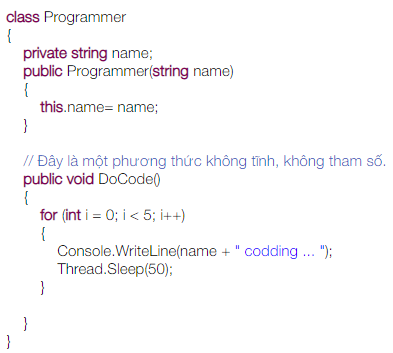 class Programmer
{
private string name;
public Programmer(string name)
{
this.name= name;
}
// Đây là một phương thức không tĩnh, không tham số.
public void DoCode()
{
for (int i = 0; i < 5; i++)
{
Console.WriteLine(name + " codding ... ");
Thread.Sleep(50);
}
}
}